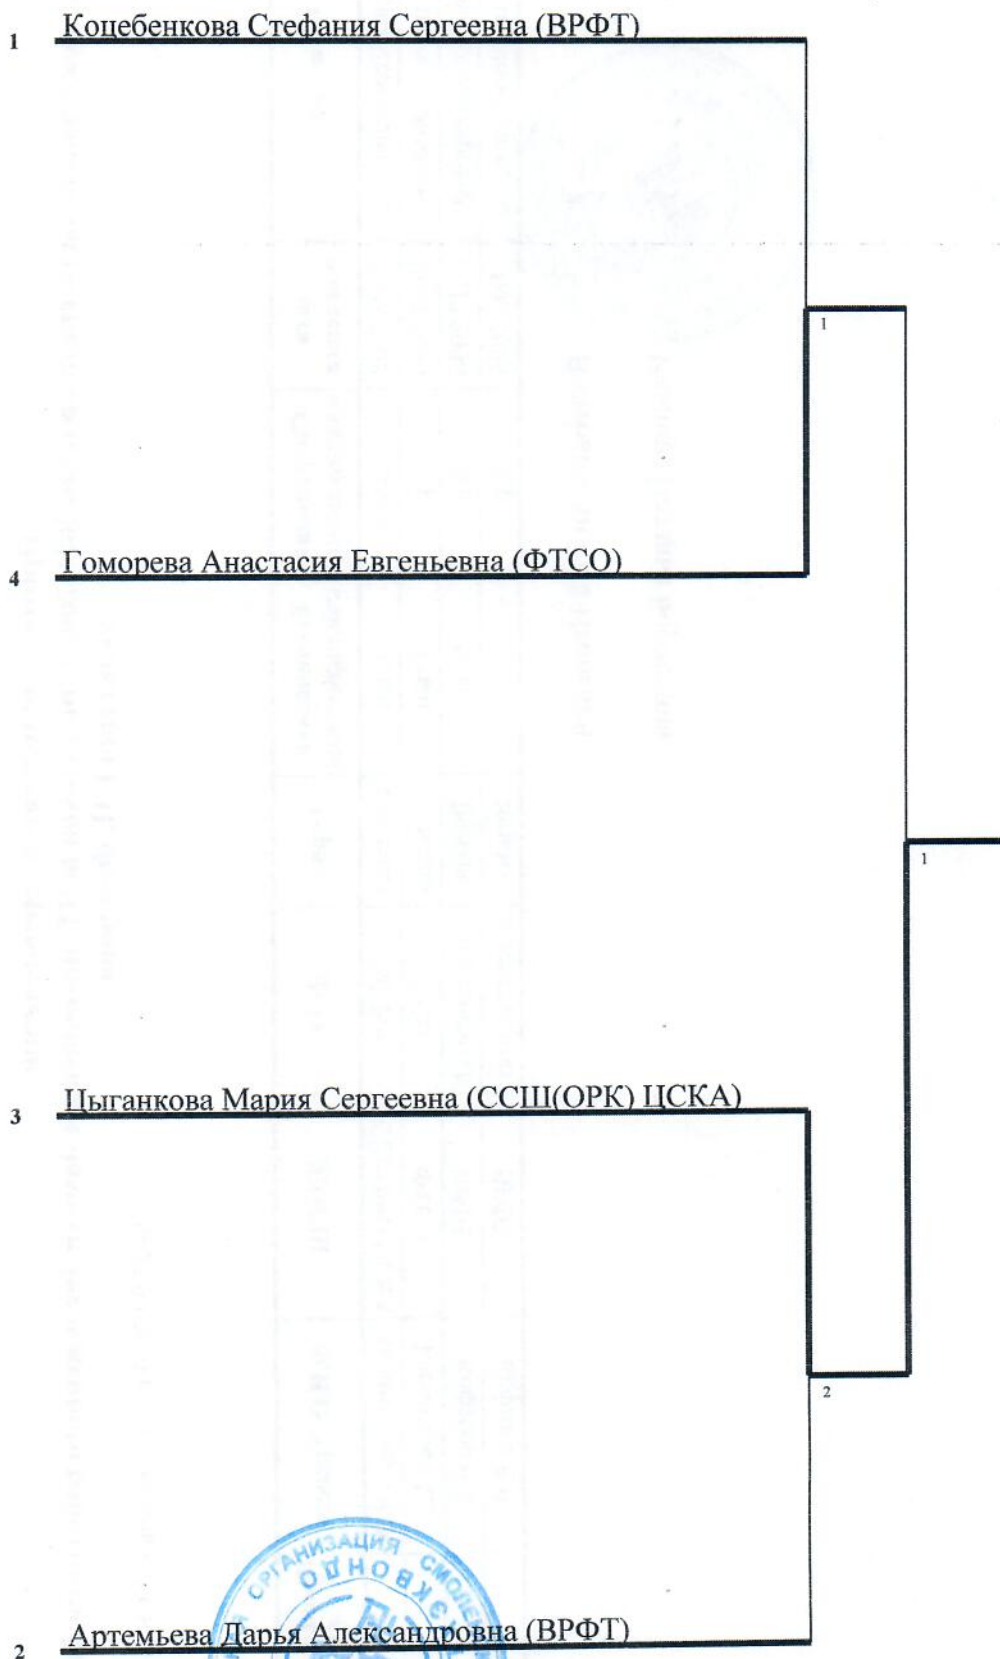 1 Коцебенкова Стефания Сергеевна (ВРФТ)
1
4 Гоморева Анастасия Евгеньевна (ФТСО)
1
3 Цыганкова Мария Сергеевна (ССШ(ОРК) ЦСКА)
2
ОРГАНИЗАЦИЯ
2 Артемьева Дарья Александровна (ВРФТ)